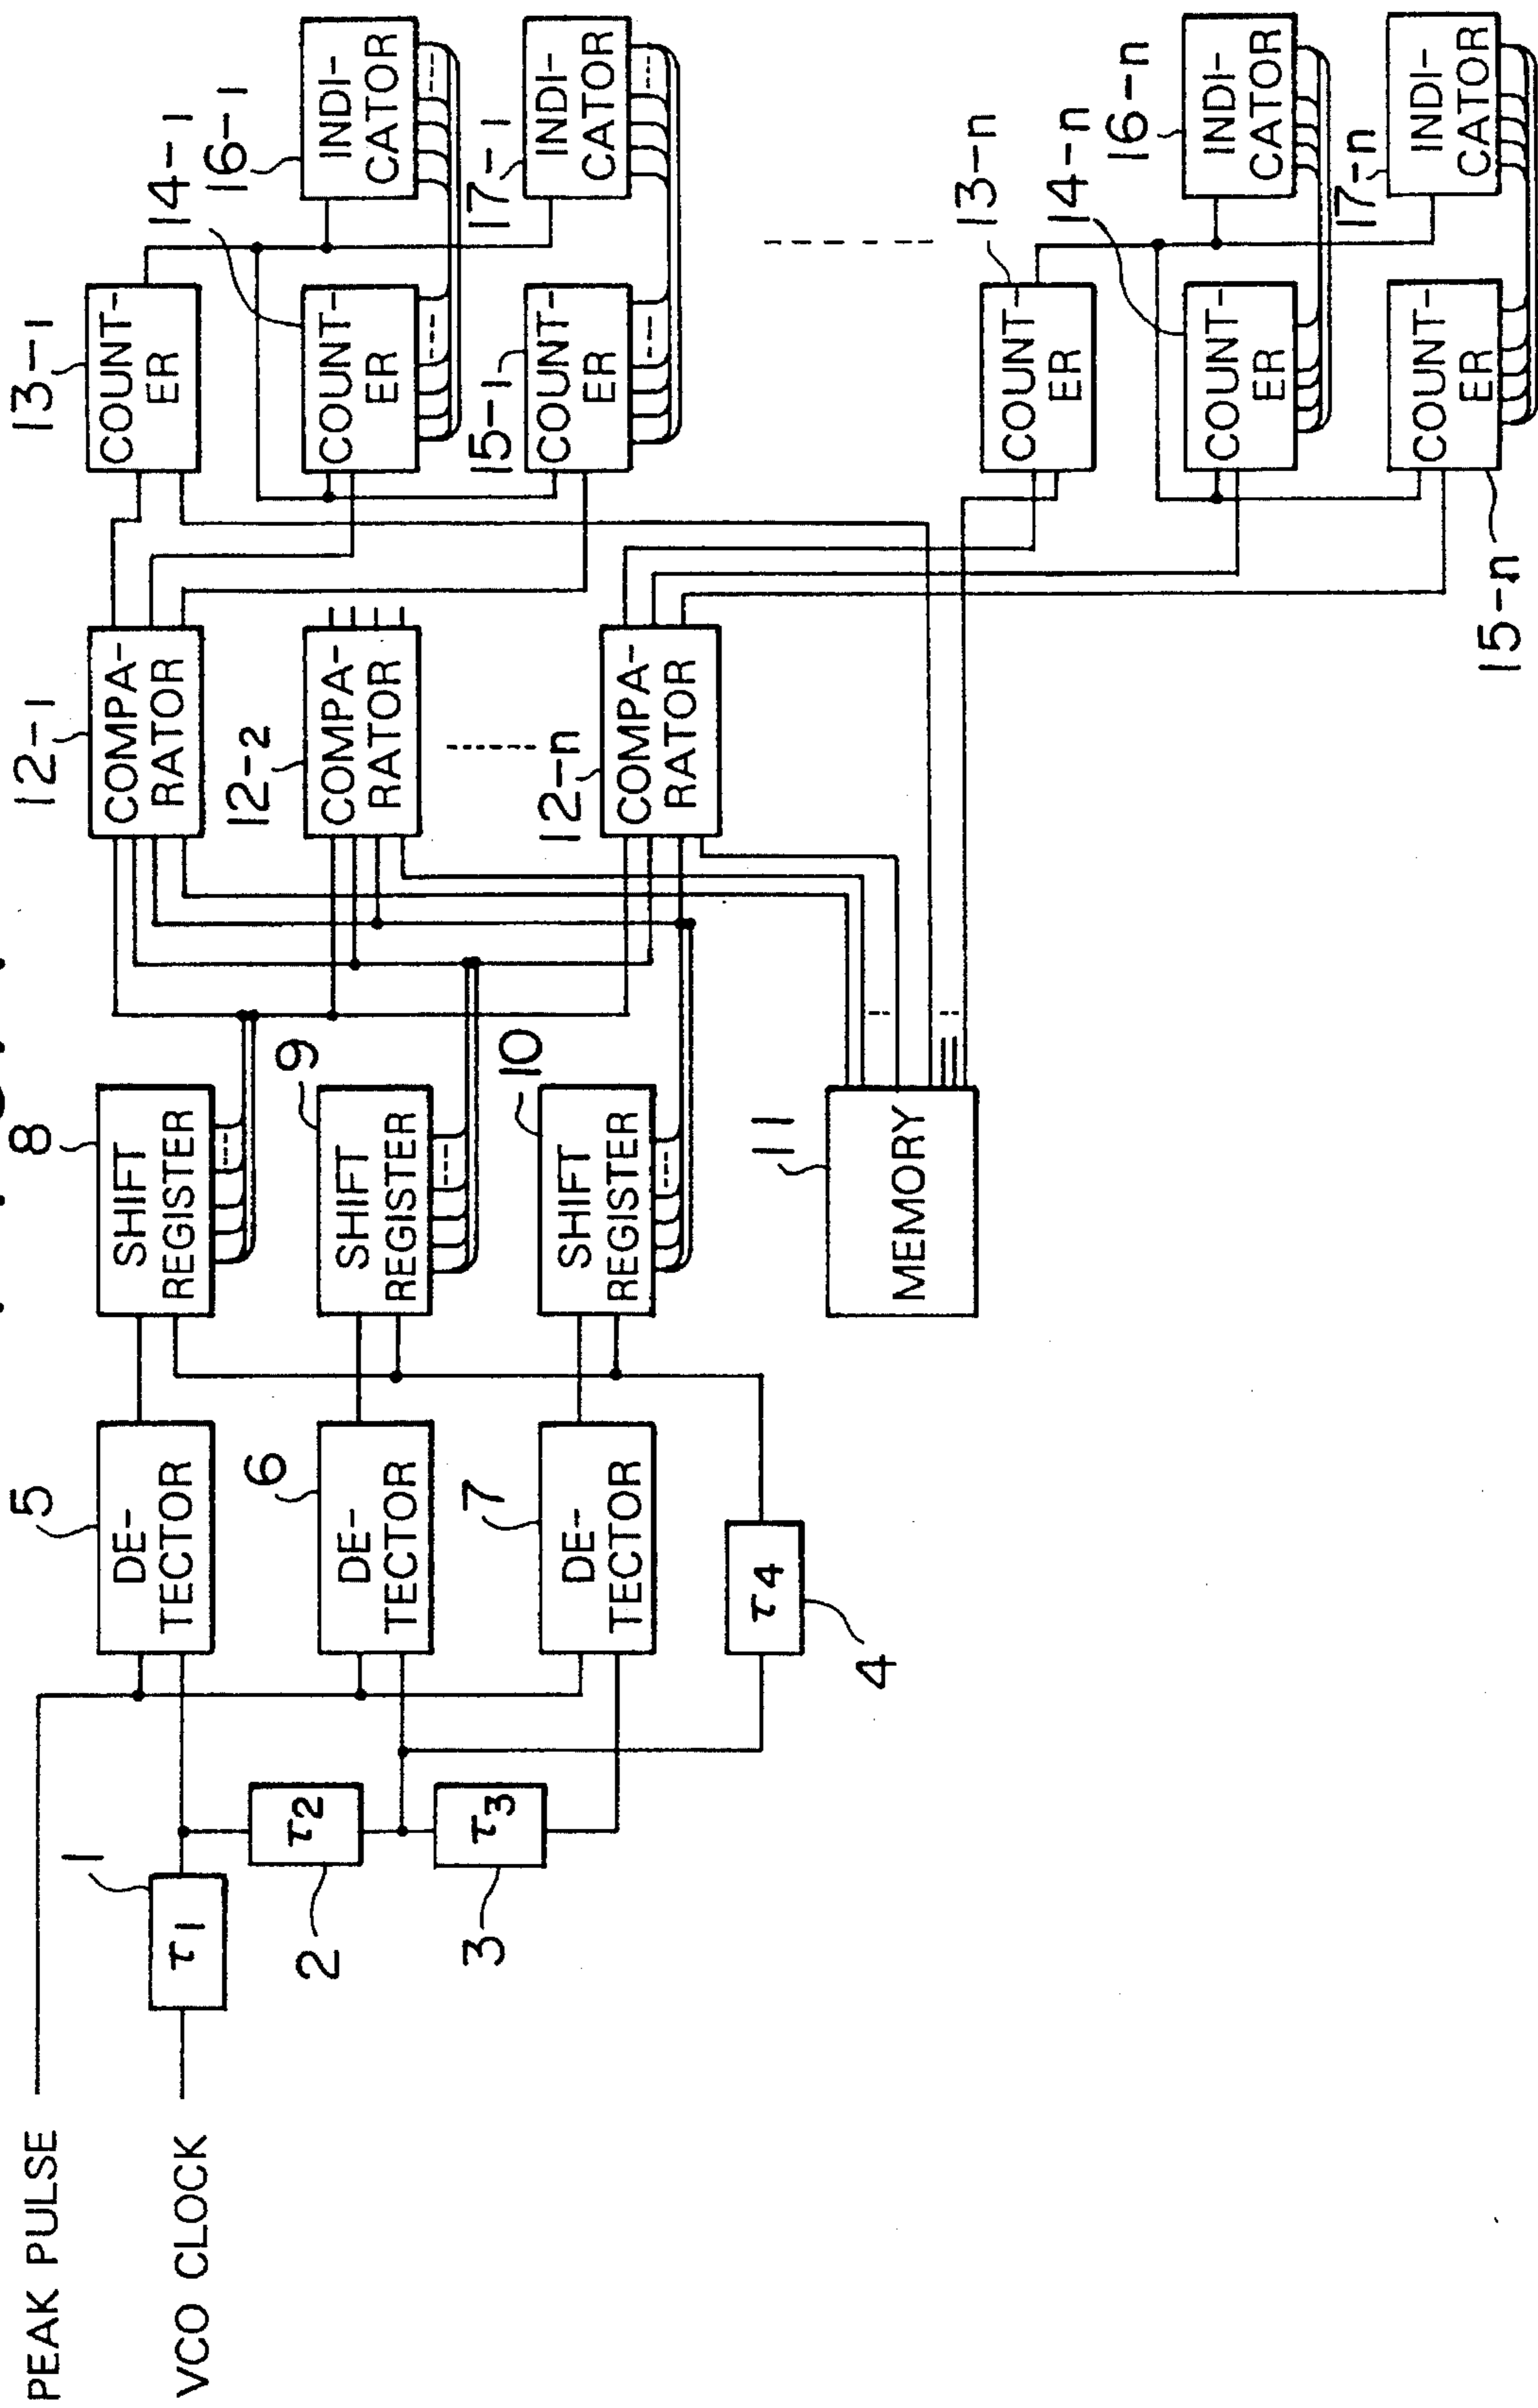 PEAK PULSE
VCO CLOCK
1
τ1
2
τ2
3
τ3
4
τ4
5
DE-
TECTOR
6
DE-
TECTOR
7
DE-
TECTOR
8
SHIFT
REGISTER
9
SHIFT
REGISTER
10
SHIFT
REGISTER
11
MEMORY
12-1
COMPA-
RATOR
12-2
COMPA-
RATOR
12-n
COMPA-
RATOR
13-1
COUNT-
ER
14-1
COUNT-
ER
15-1
COUNT-
ER
16-1
INDI-
CATOR
17-1
INDI-
CATOR
13-n
COUNT-
ER
14-n
COUNT-
ER
15-n
COUNT-
ER
16-n
INDI-
CATOR
17-n
INDI-
CATOR